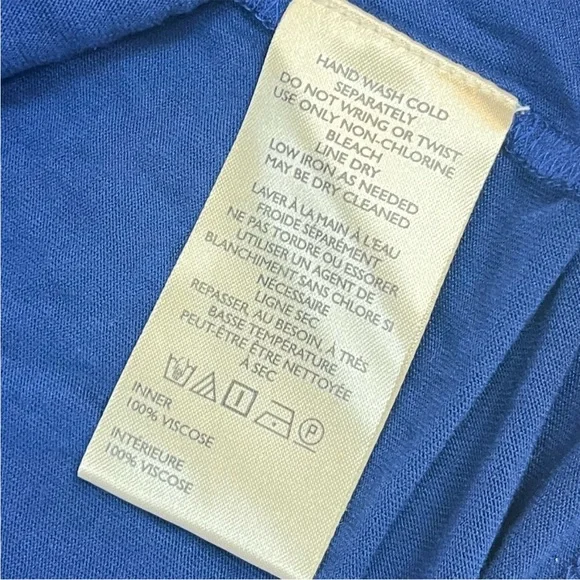 HAND WASH COLD
SEPARATELY
DO NOT WRING OR TWIST
USE ONLY NON-CHLORINE
BLEACH
LINE DRY
LOW IRON AS NEEDED
MAY BE DRY CLEANED
LAVER À LA MAIN À L'EAU
FROIDE SÉPARÉMENT
NE PAS TORDRE OU ESSORER
UTILISER UN AGENT DE
BLANCHIMENT SANS CHLORE SI
NECESSAIRE
LIGNE SEC
REPASSER, AU BESOIN, À TRÈS
BASSE TEMPÉRATURE
PEUT-ÊTRE ÊTRE NETTOYÉE
À SEC
P
INNER
100% VISCOSE
INTÉRIEURE
100% VISCOSE